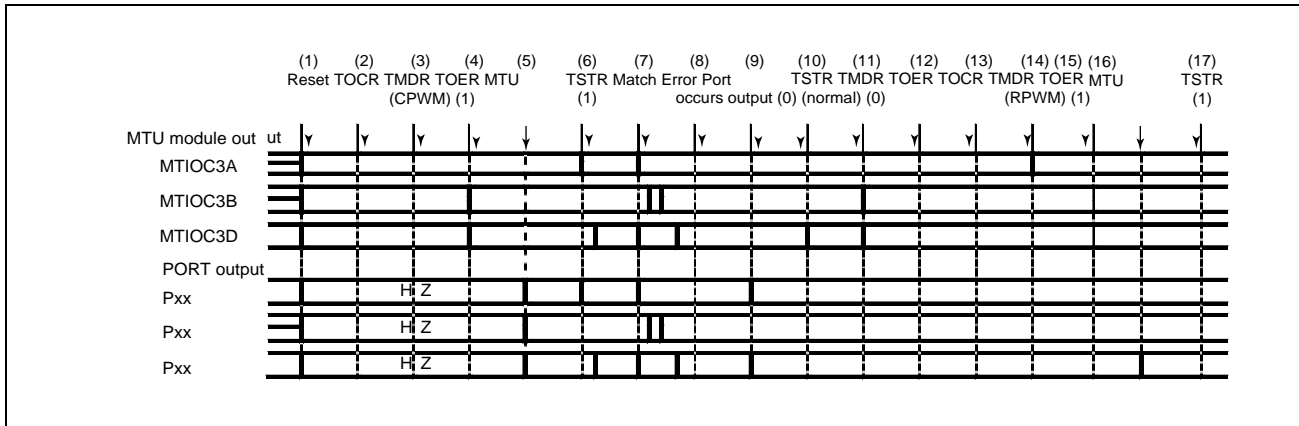 (1) (2) (3) (4) (5) (6) (7) (8) (9) (10) (11) (12) (13) (14) (15) (16) (17)
Reset TOCR TMDR TOER MTU TSTR Match Error Port TSTR TMDR TOER TOCR TMDR TOER MTU TSTR
(CPWM) (1) (1) occurs output (0) (normal) (0) (RPWM) (1) (1)
MTU module out ut
MTIOC3A
MTIOC3B
MTIOC3D
PORT output
Pxx H Z
Pxx H Z
Pxx H Z